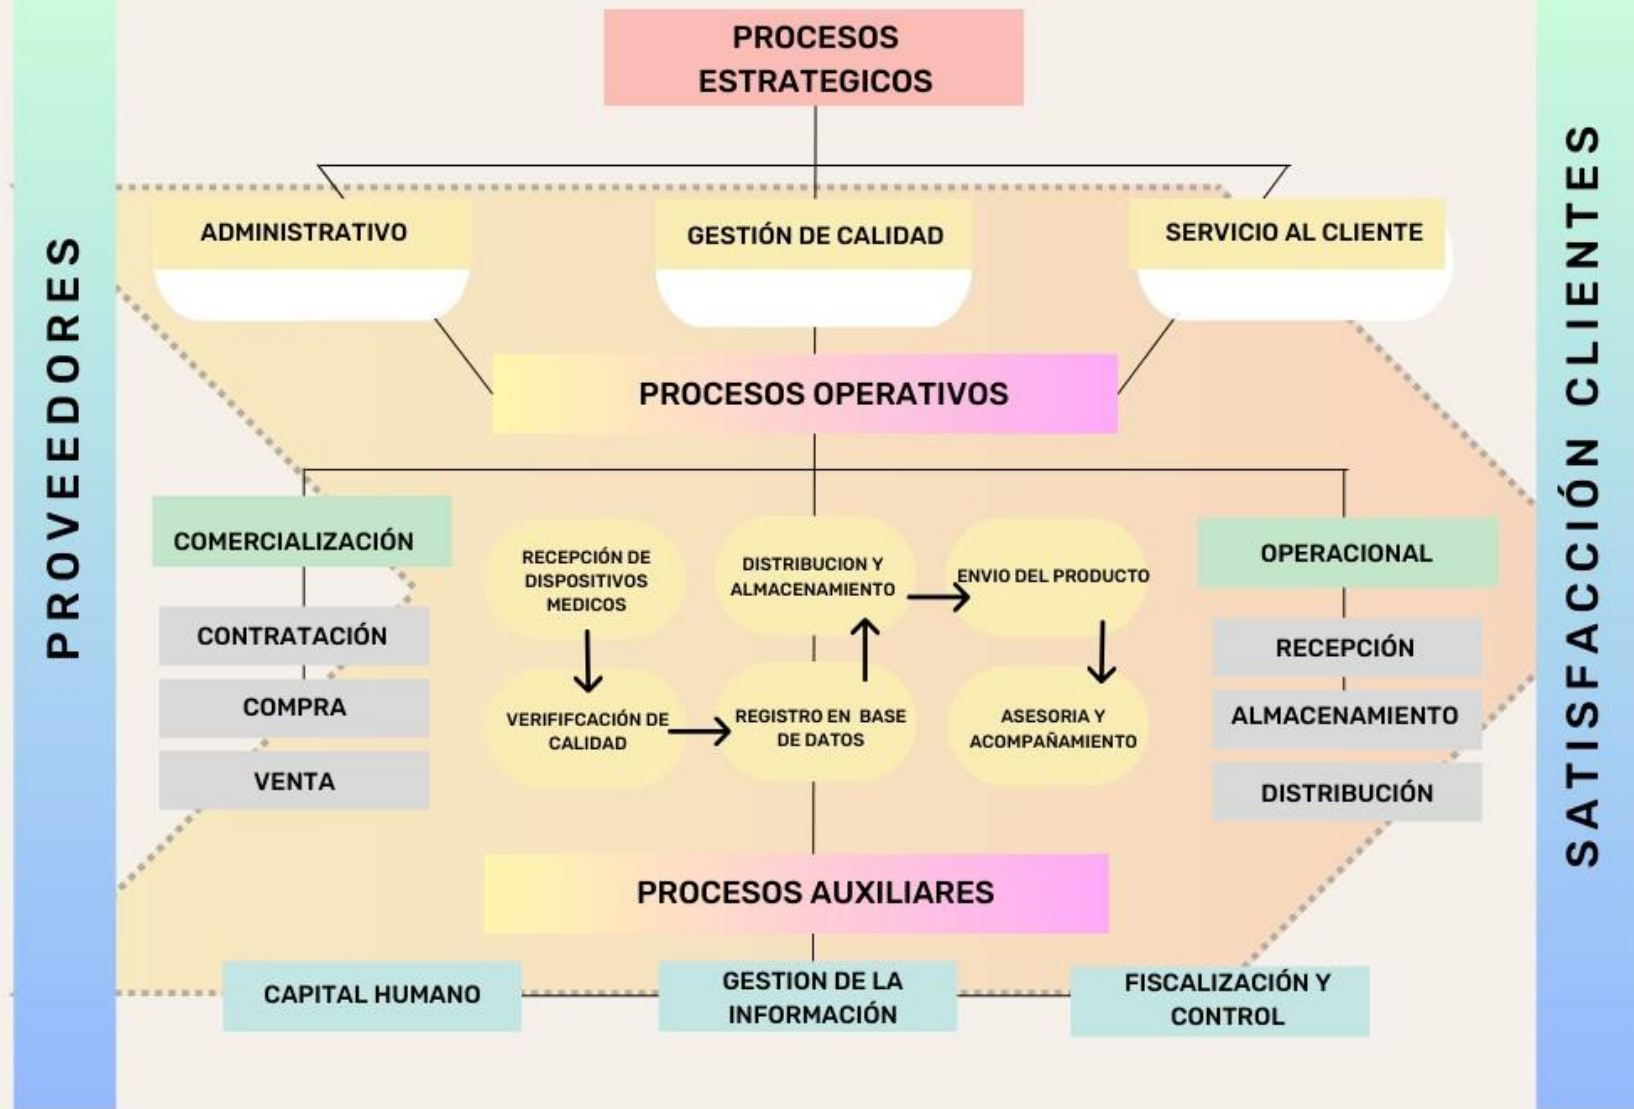 PROCESOS
ESTRATEGICOS
PROVEEDORES
SATISFACCIÓN CLIENTES
ADMINISTRATIVO
GESTIÓN DE CALIDAD
SERVICIO AL CLIENTE
PROCESOS OPERATIVOS
COMERCIALIZACIÓN
CONTRATACIÓN
COMPRA
VENTA
RECEPCIÓN DE
DISPOSITIVOS
MEDICOS
VERIFIFCACIÓN DE
CALIDAD
REGISTRO EN BASE
DE DATOS
DISTRIBUCION Y
ALMACENAMIENTO
ENVIO DEL PRODUCTO
ASESORIA Y
ACOMPAÑAMIENTO
OPERACIONAL
RECEPCIÓN
ALMACENAMIENTO
DISTRIBUCIÓN
PROCESOS AUXILIARES
CAPITAL HUMANO
GESTION DE LA
INFORMACIÓN
FISCALIZACIÓN Y
CONTROL